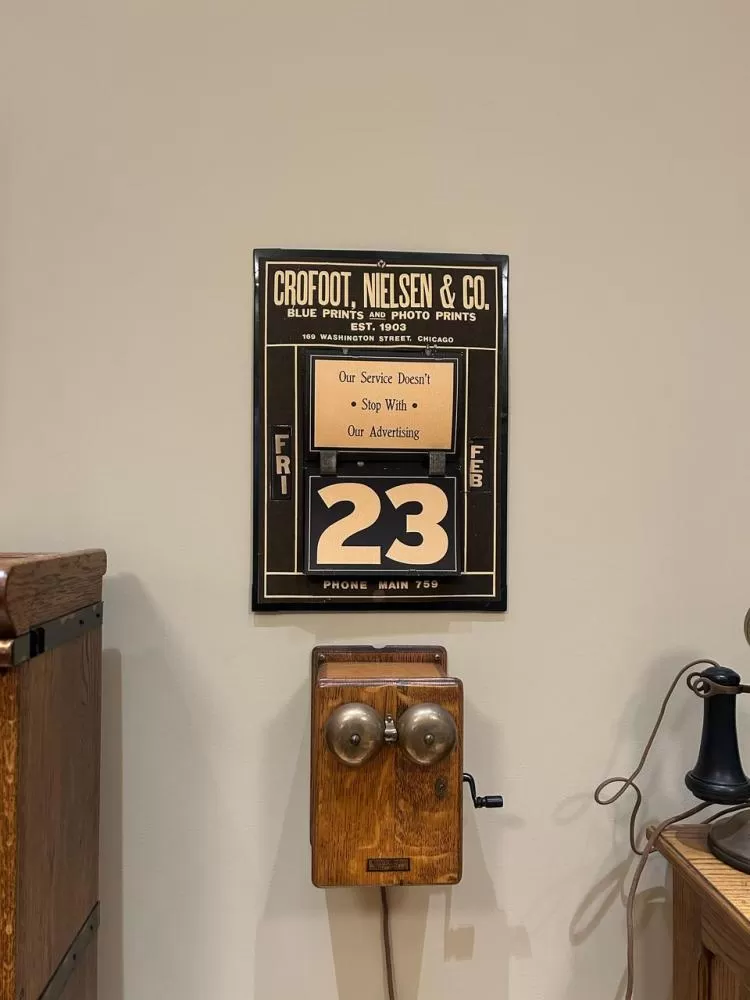 CROFOOT, NIELSEN & CO.
BLUE PRINTS AND PHOTO PRINTS
EST. 1903
169 WASHINGTON STREET, CHICAGO
Our Service Doesn't
• Stop With •
Our Advertising
FRI
FEB
23
PHONE MAIN 759